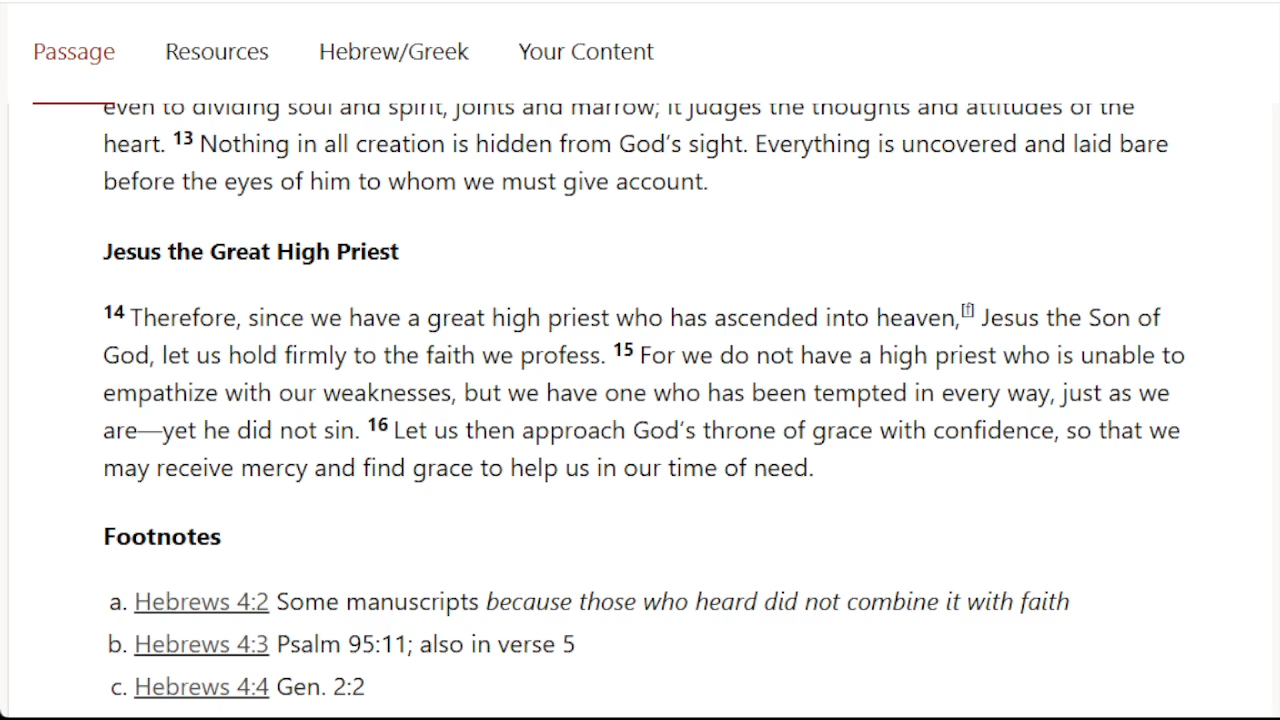 Passage Resources Hebrew/Greek Your Content
even to dividing soul and spirit, joints and marrow; it judges the thoughts and attitudes of the
heart. 13 Nothing in all creation is hidden from God's sight. Everything is uncovered and laid bare
before the eyes of him to whom we must give account.
Jesus the Great High Priest
14 Therefore, since we have a great high priest who has ascended into heaven,[f] Jesus the Son of
God, let us hold firmly to the faith we profess. 15 For we do not have a high priest who is unable to
empathize with our weaknesses, but we have one who has been tempted in every way, just as we
are—yet he did not sin. 16 Let us then approach God's throne of grace with confidence, so that we
may receive mercy and find grace to help us in our time of need.
Footnotes
a. Hebrews 4:2 Some manuscripts because those who heard did not combine it with faith
b. Hebrews 4:3 Psalm 95:11; also in verse 5
c. Hebrews 4:4 Gen. 2:2